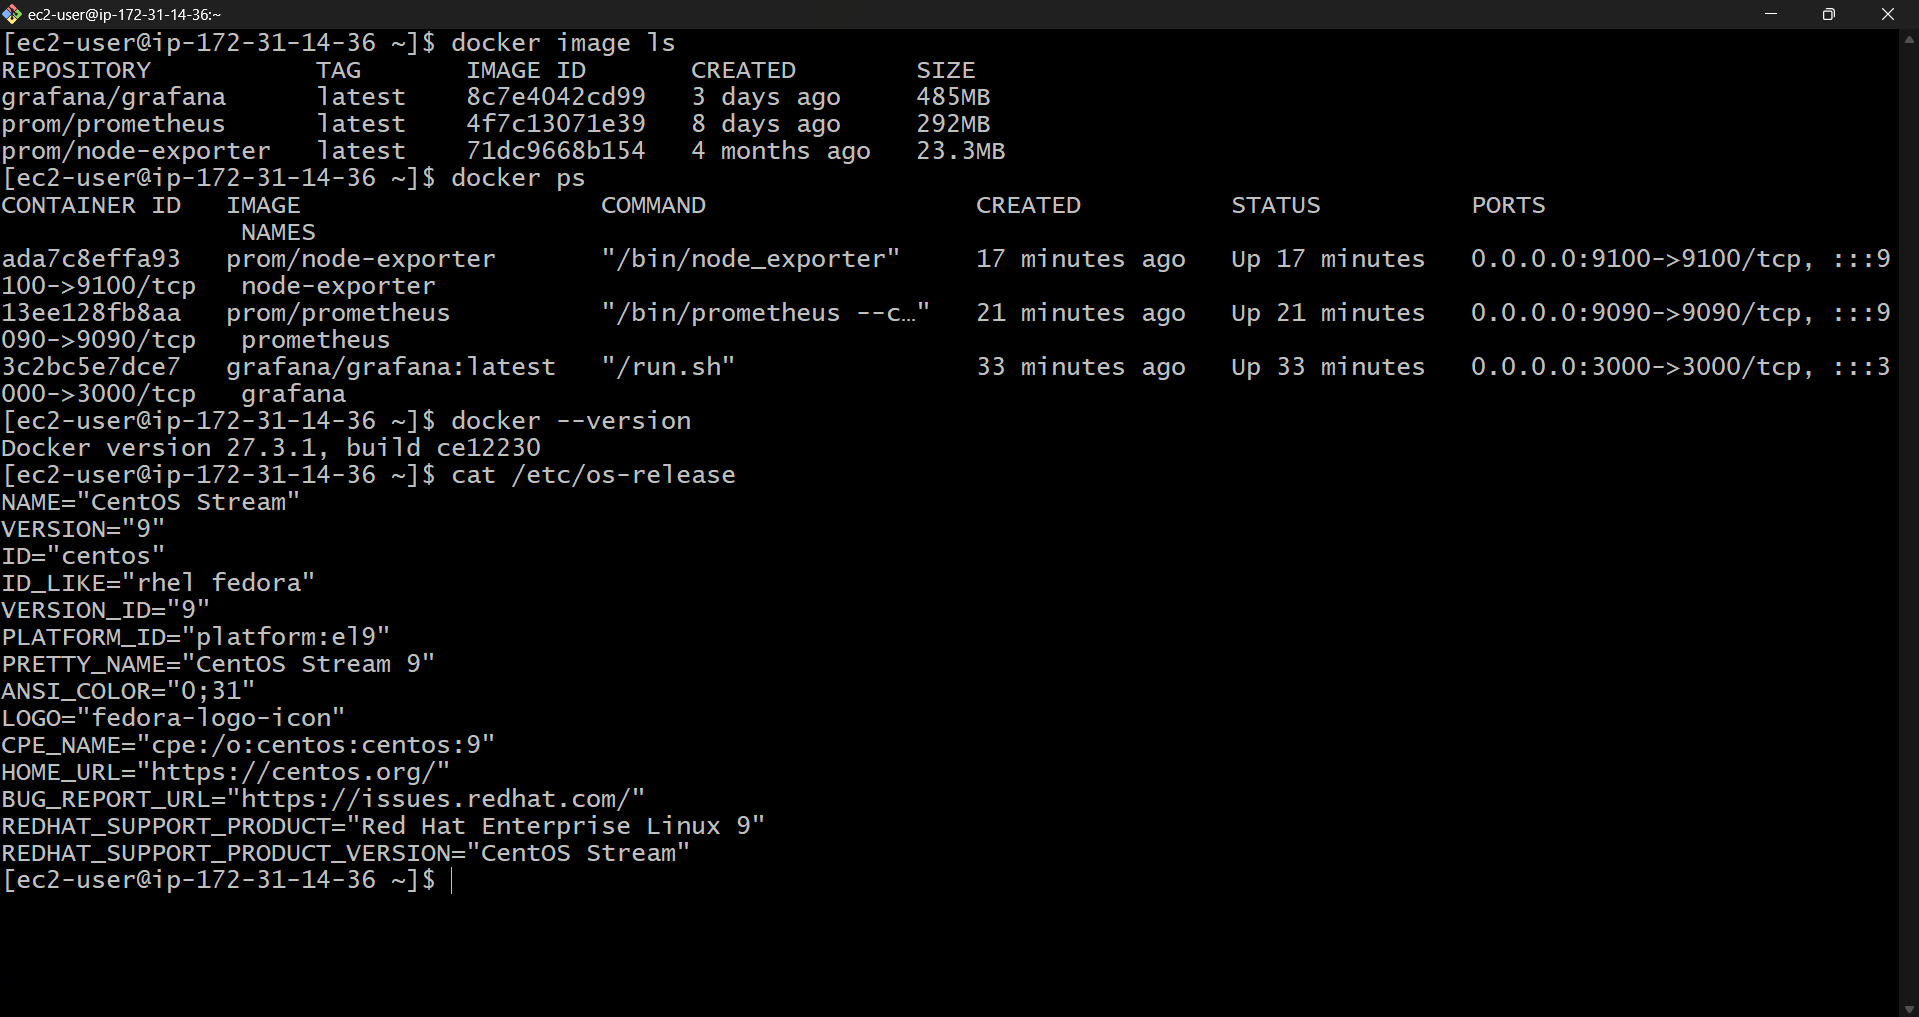 ec2-user@ip-172-31-14-36:~
[ec2-user@ip-172-31-14-36 ~]$ docker image ls
REPOSITORY           TAG       IMAGE ID       CREATED        SIZE
grafana/grafana      latest    8c7e4042cd99   3 days ago     485MB
prom/prometheus      latest    4f7c13071e39   8 days ago     292MB
prom/node-exporter   latest    71dc9668b154   4 months ago   23.3MB
[ec2-user@ip-172-31-14-36 ~]$ docker ps
CONTAINER ID   IMAGE                    COMMAND                  CREATED          STATUS          PORTS
                NAMES
ada7c8effa93   prom/node-exporter       "/bin/node_exporter"     17 minutes ago   Up 17 minutes   0.0.0.0:9100->9100/tcp, :::9
100->9100/tcp   node-exporter
13ee128fb8aa   prom/prometheus          "/bin/prometheus --c…"   21 minutes ago   Up 21 minutes   0.0.0.0:9090->9090/tcp, :::9
090->9090/tcp   prometheus
3c2bc5e7dce7   grafana/grafana:latest   "/run.sh"                33 minutes ago   Up 33 minutes   0.0.0.0:3000->3000/tcp, :::3
000->3000/tcp   grafana
[ec2-user@ip-172-31-14-36 ~]$ docker --version
Docker version 27.3.1, build ce12230
[ec2-user@ip-172-31-14-36 ~]$ cat /etc/os-release
NAME="CentOS Stream"
VERSION="9"
ID="centos"
ID_LIKE="rhel fedora"
VERSION_ID="9"
PLATFORM_ID="platform:el9"
PRETTY_NAME="CentOS Stream 9"
ANSI_COLOR="0;31"
LOGO="fedora-logo-icon"
CPE_NAME="cpe:/o:centos:centos:9"
HOME_URL="https://centos.org/"
BUG_REPORT_URL="https://issues.redhat.com/"
REDHAT_SUPPORT_PRODUCT="Red Hat Enterprise Linux 9"
REDHAT_SUPPORT_PRODUCT_VERSION="CentOS Stream"
[ec2-user@ip-172-31-14-36 ~]$